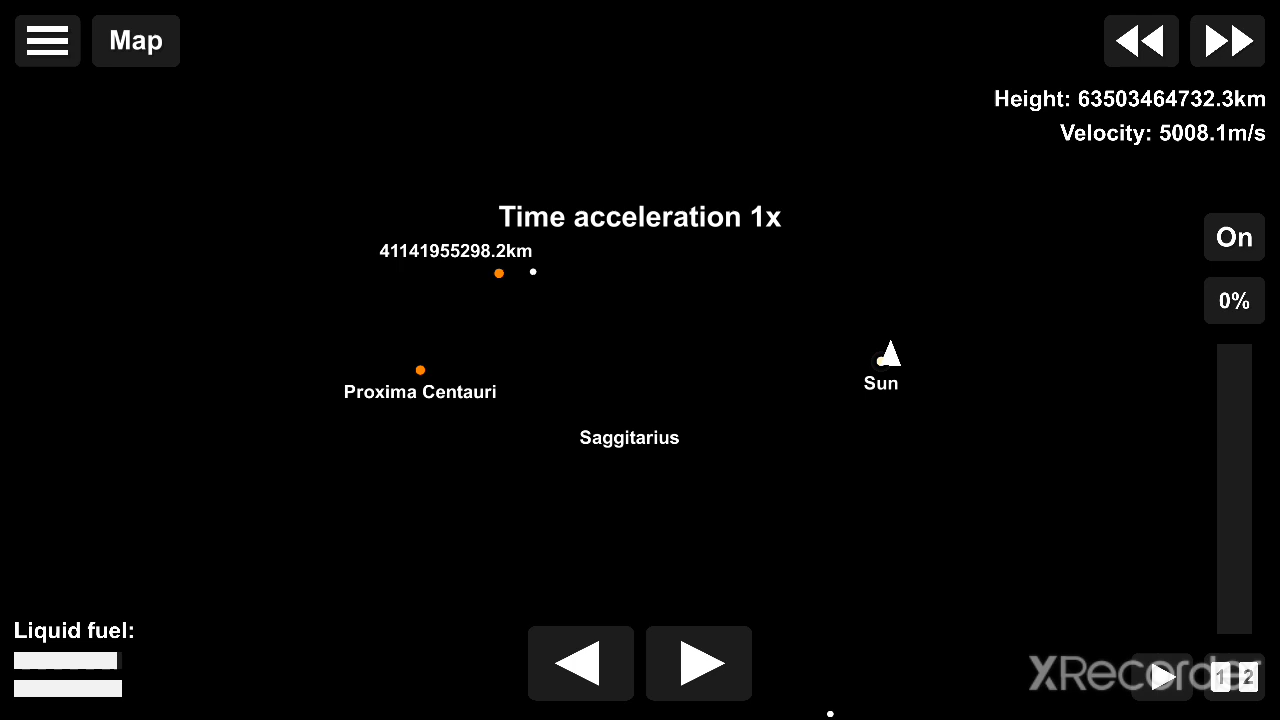 Map
Height: 63503464732.3km
Velocity: 5008.1m/s
Time acceleration 1x
On
41141955298.2km
0%
Sun
Proxima Centauri
Saggitarius
Liquid fuel:
XRecorder
1 2